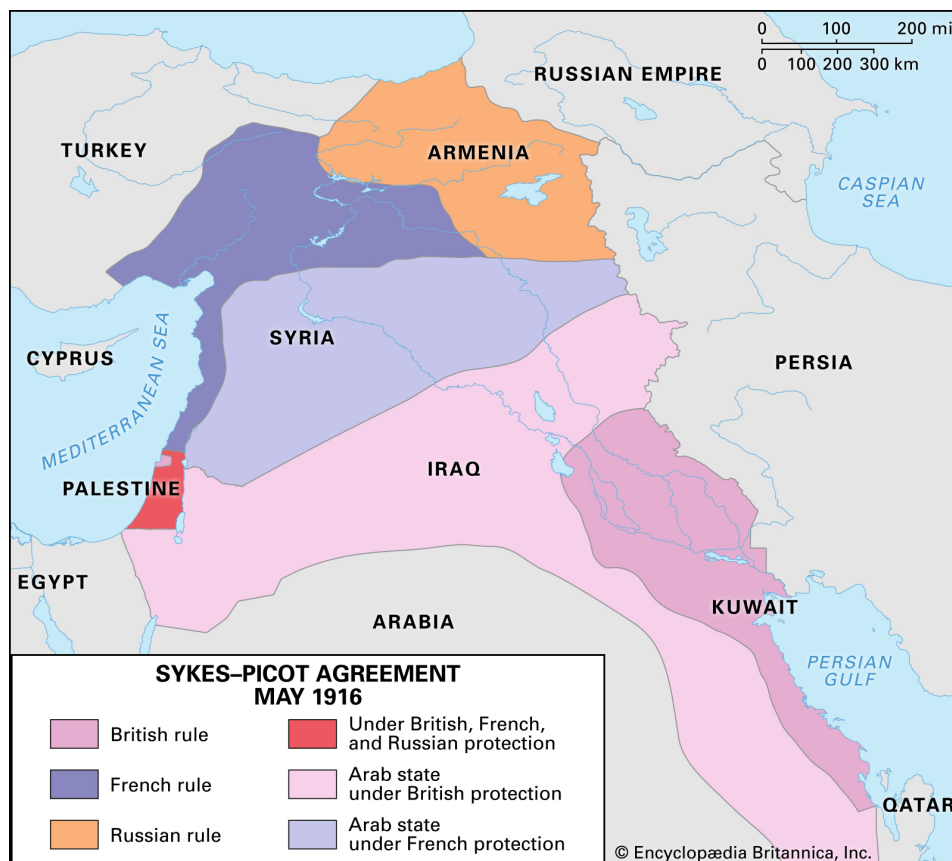 0 100 200 mi
0 100 200 300 km
RUSSIAN EMPIRE
TURKEY
ARMENIA
CASPIAN
SEA
SYRIA
CYPRUS
MEDITERRANEAN SEA
PERSIA
IRAQ
PALESTINE
EGYPT
KUWAIT
ARABIA
PERSIAN
GULF
QATAR
SYKES–PICOT AGREEMENT
MAY 1916
British rule
French rule
Russian rule
Under British, French,
and Russian protection
Arab state
under British protection
Arab state
under French protection
© Encyclopædia Britannica, Inc.